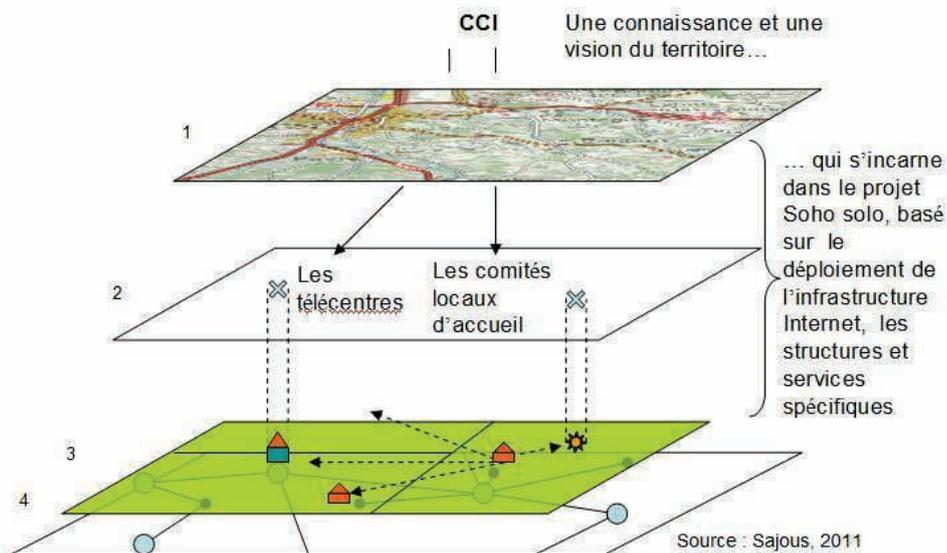 CCI
Une connaissance et une
vision du territoire…
1
… qui s’incarne
dans le projet
Soho solo, basé
sur le
déploiement de
l’infrastructure
Internet, les
structures et
services
spécifiques
2
Les
télécentres
Les comités
locaux
d’accueil
3
4
Source : Sajous, 2011